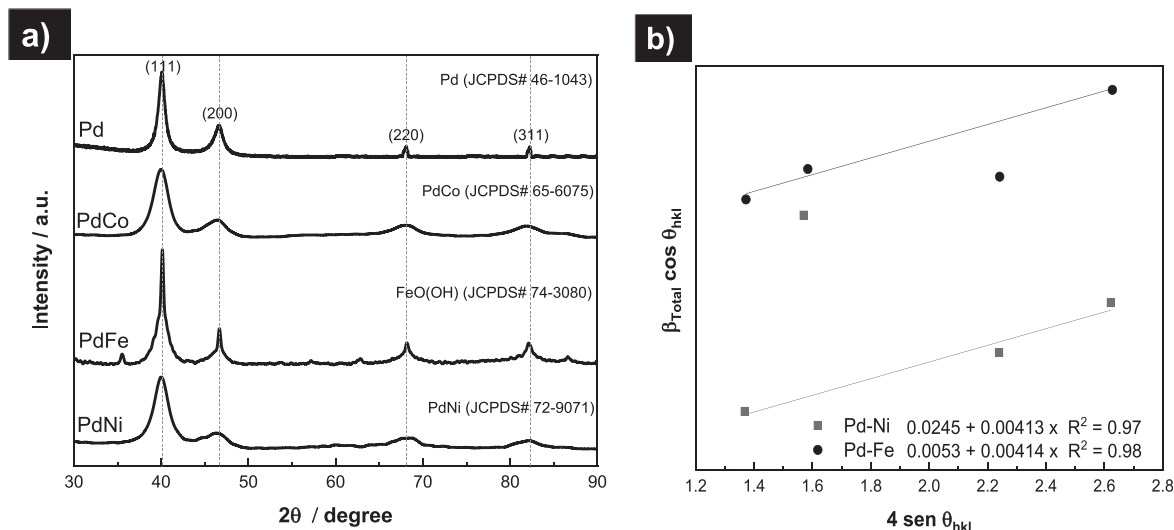 a)
(111)
Pd (JCPDS# 46-1043)
(200)
Pd
(220)
(311)
PdCo (JCPDS# 65-6075)
PdCo
FeO(OH) (JCPDS# 74-3080)
PdFe
PdNi (JCPDS# 72-9071)
PdNi
30 40 50 60 70 80 90
2θ / degree
Intensity / a.u.
b)
β_Total cos θ_hkl
Pd-Ni 0.0245 + 0.00413 x R² = 0.97
Pd-Fe 0.0053 + 0.00414 x R² = 0.98
1.2 1.4 1.6 1.8 2.0 2.2 2.4 2.6 2.8
4 sen θ_hkl